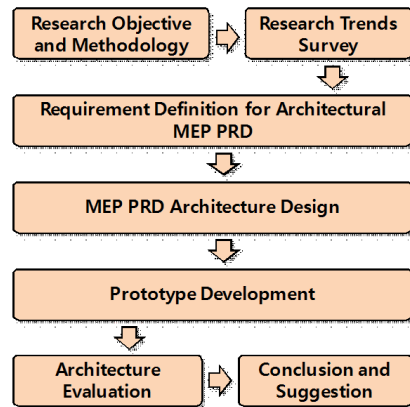 Research Objective
and Methodology
Research Trends
Survey
Requirement Definition for Architectural
MEP PRD
MEP PRD Architecture Design
Prototype Development
Architecture
Evaluation
Conclusion and
Suggestion